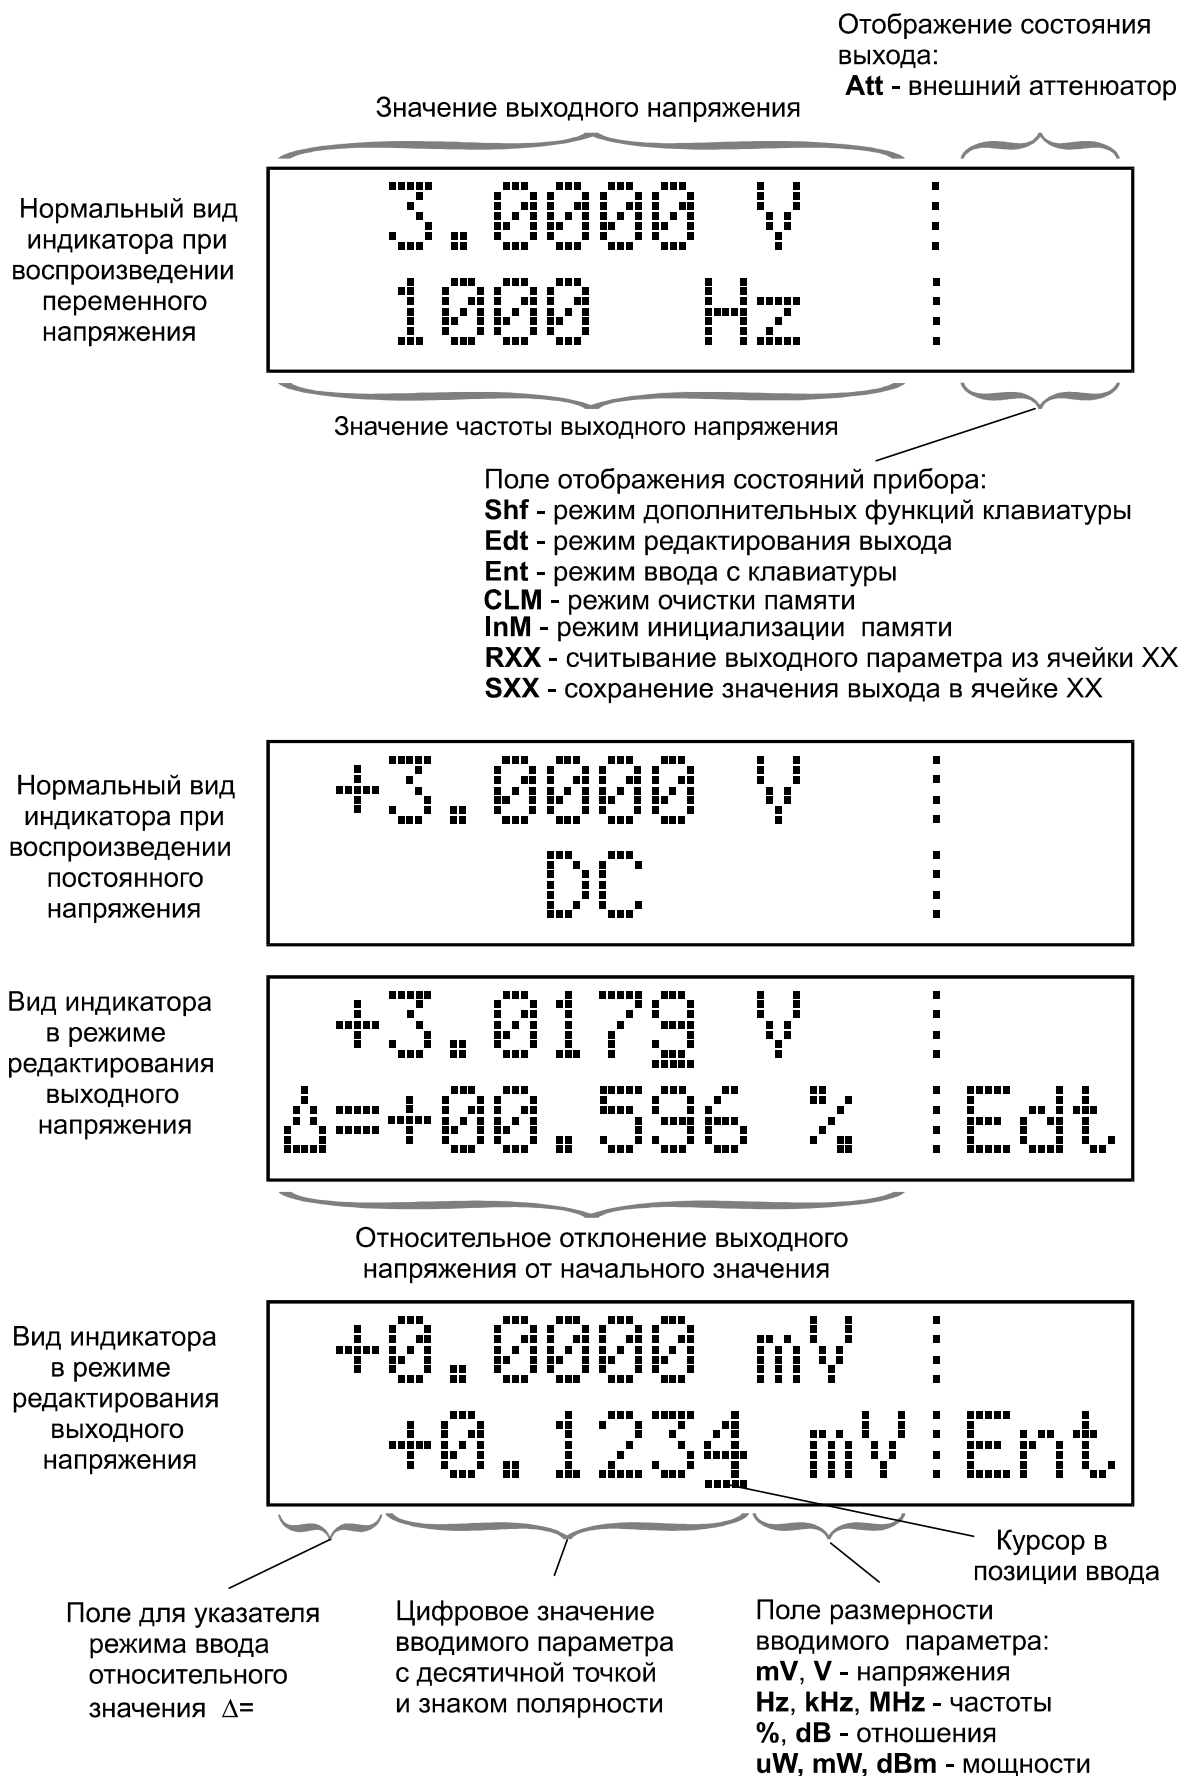 Отображение состояния
выхода:
Att - внешний аттенюатор
Значение выходного напряжения
Нормальный вид
индикатора при
воспроизведении
переменного
напряжения
3.0000 V
1000 Hz
Значение частоты выходного напряжения
Поле отображения состояний прибора:
Shf - режим дополнительных функций клавиатуры
Edt - режим редактирования выхода
Ent - режим ввода с клавиатуры
CLM - режим очистки памяти
InM - режим инициализации памяти
RXX - считывание выходного параметра из ячейки XX
SXX - сохранение значения выхода в ячейке XX
Нормальный вид
индикатора при
воспроизведении
постоянного
напряжения
+3.0000 V
DC
Вид индикатора
в режиме
редактирования
выходного
напряжения
+3.0179 V
Δ=+00.596 % Edt
Относительное отклонение выходного
напряжения от начального значения
Вид индикатора
в режиме
редактирования
выходного
напряжения
+0.0000 mV
+0.1234 mV Ent
Курсор в
позиции ввода
Поле для указателя
режима ввода
относительного
значения Δ=
Цифровое значение
вводимого параметра
с десятичной точкой
и знаком полярности
Поле размерности
вводимого параметра:
mV, V - напряжения
Hz, kHz, MHz - частоты
%, dB - отношения
uW, mW, dBm - мощности